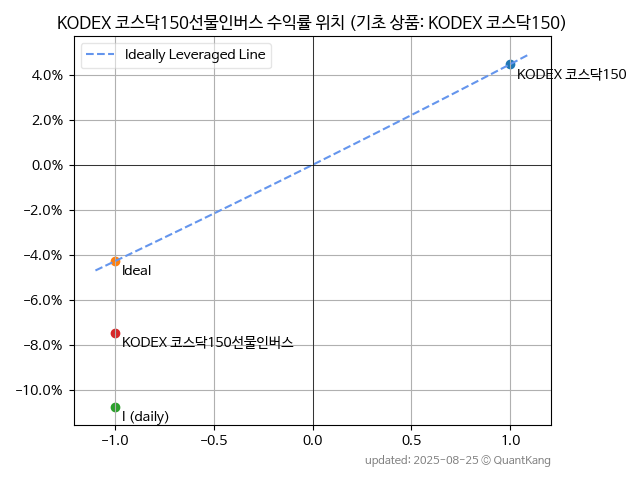 KODEX 코스닥150선물인버스 수익률 위치 (기초 상품: KODEX 코스닥150)
Ideally Leveraged Line
4.0%
KODEX 코스닥150
2.0%
0.0%
−2.0%
−4.0%
Ideal
−6.0%
KODEX 코스닥150선물인버스
−8.0%
−10.0%
I (daily)
−1.0 −0.5 0.0 0.5 1.0
updated: 2025-08-25 © QuantKang